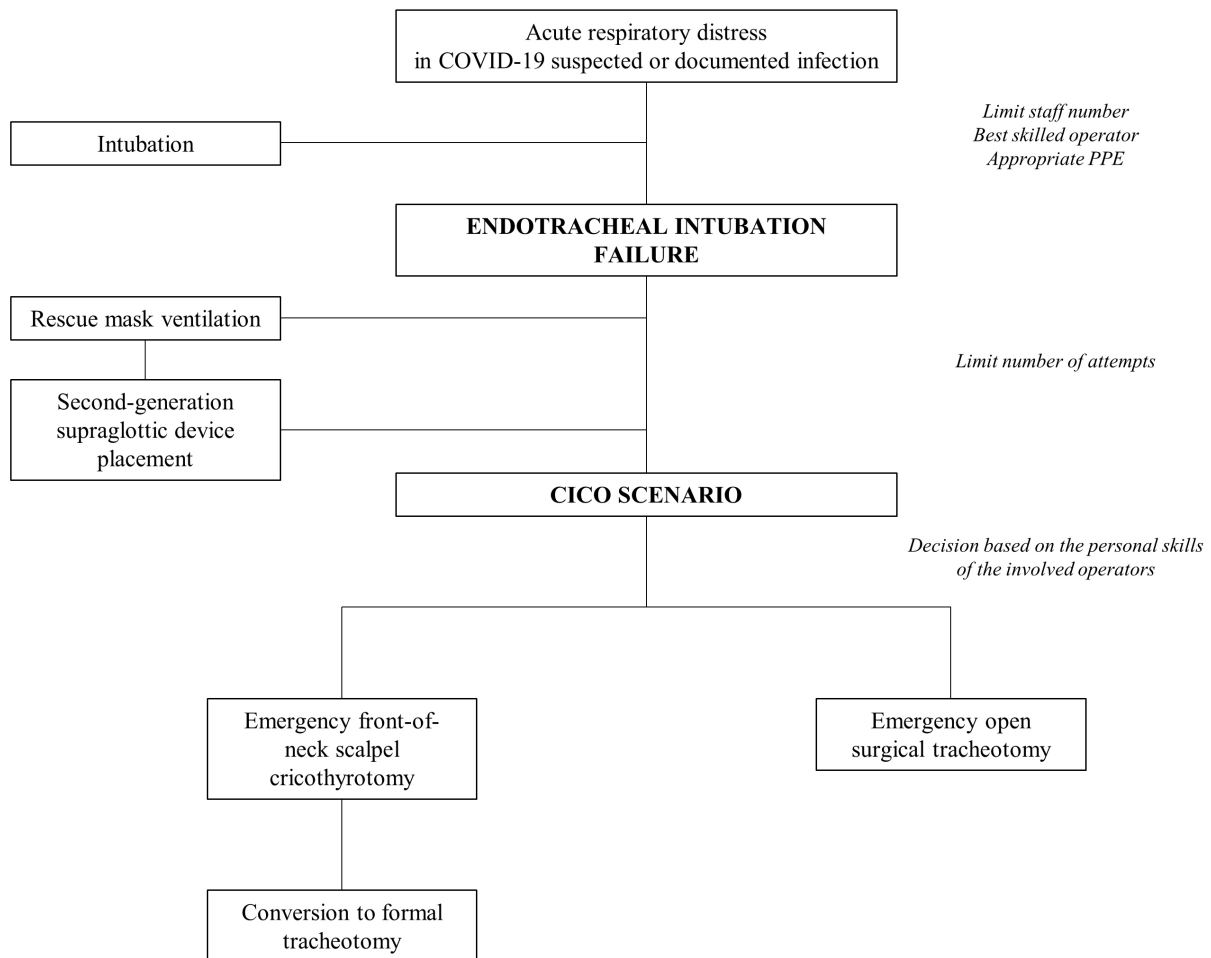 Acute respiratory distress
in COVID-19 suspected or documented infection
Limit staff number
Best skilled operator
Appropriate PPE
Intubation
ENDOTRACHEAL INTUBATION
FAILURE
Rescue mask ventilation
Limit number of attempts
Second-generation
supraglottic device
placement
CICO SCENARIO
Decision based on the personal skills
of the involved operators
Emergency front-of-
neck scalpel
cricothyrotomy
Emergency open
surgical tracheotomy
Conversion to formal
tracheotomy